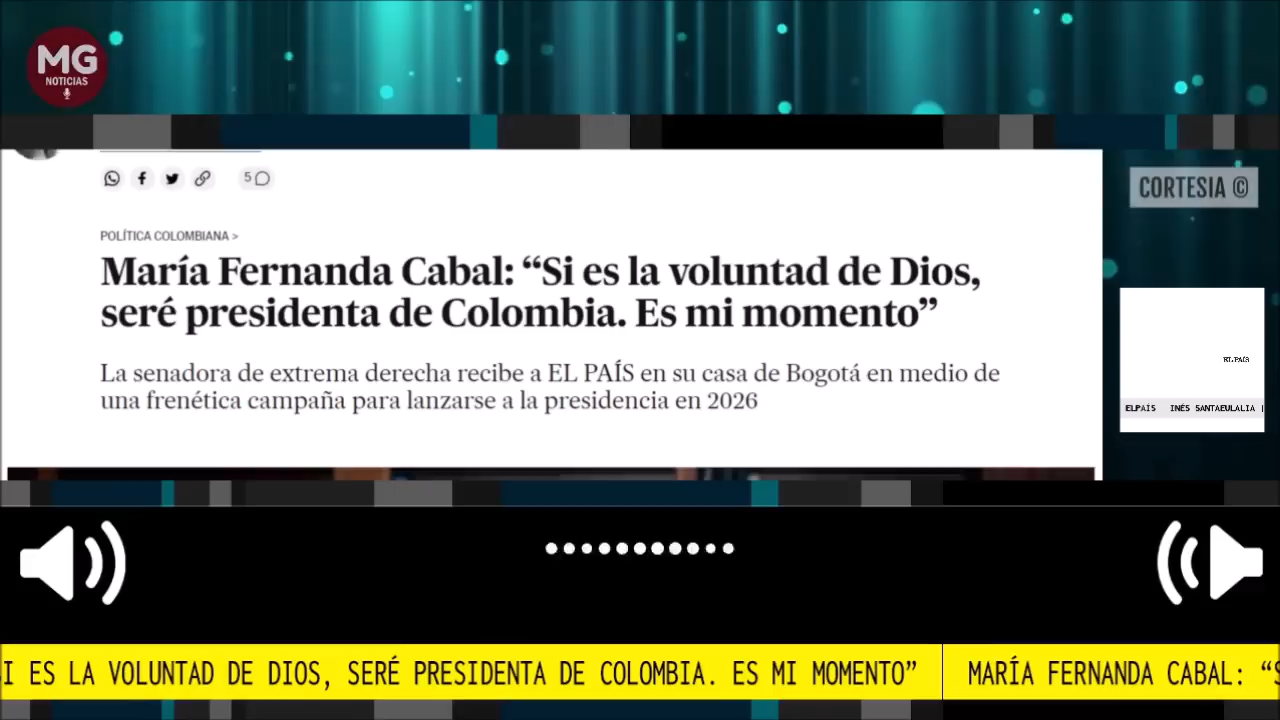 MG
NOTICIAS
CORTESIA ©
5
POLÍTICA COLOMBIANA >
María Fernanda Cabal: “Si es la voluntad de Dios,
seré presidenta de Colombia. Es mi momento”
La senadora de extrema derecha recibe a EL PAÍS en su casa de Bogotá en medio de
una frenética campaña para lanzarse a la presidencia en 2026
EL PAÍS
ELPAÍS INÉS SANTAEULALIA |
I ES LA VOLUNTAD DE DIOS, SERÉ PRESIDENTA DE COLOMBIA. ES MI MOMENTO” MARÍA FERNANDA CABAL: “S